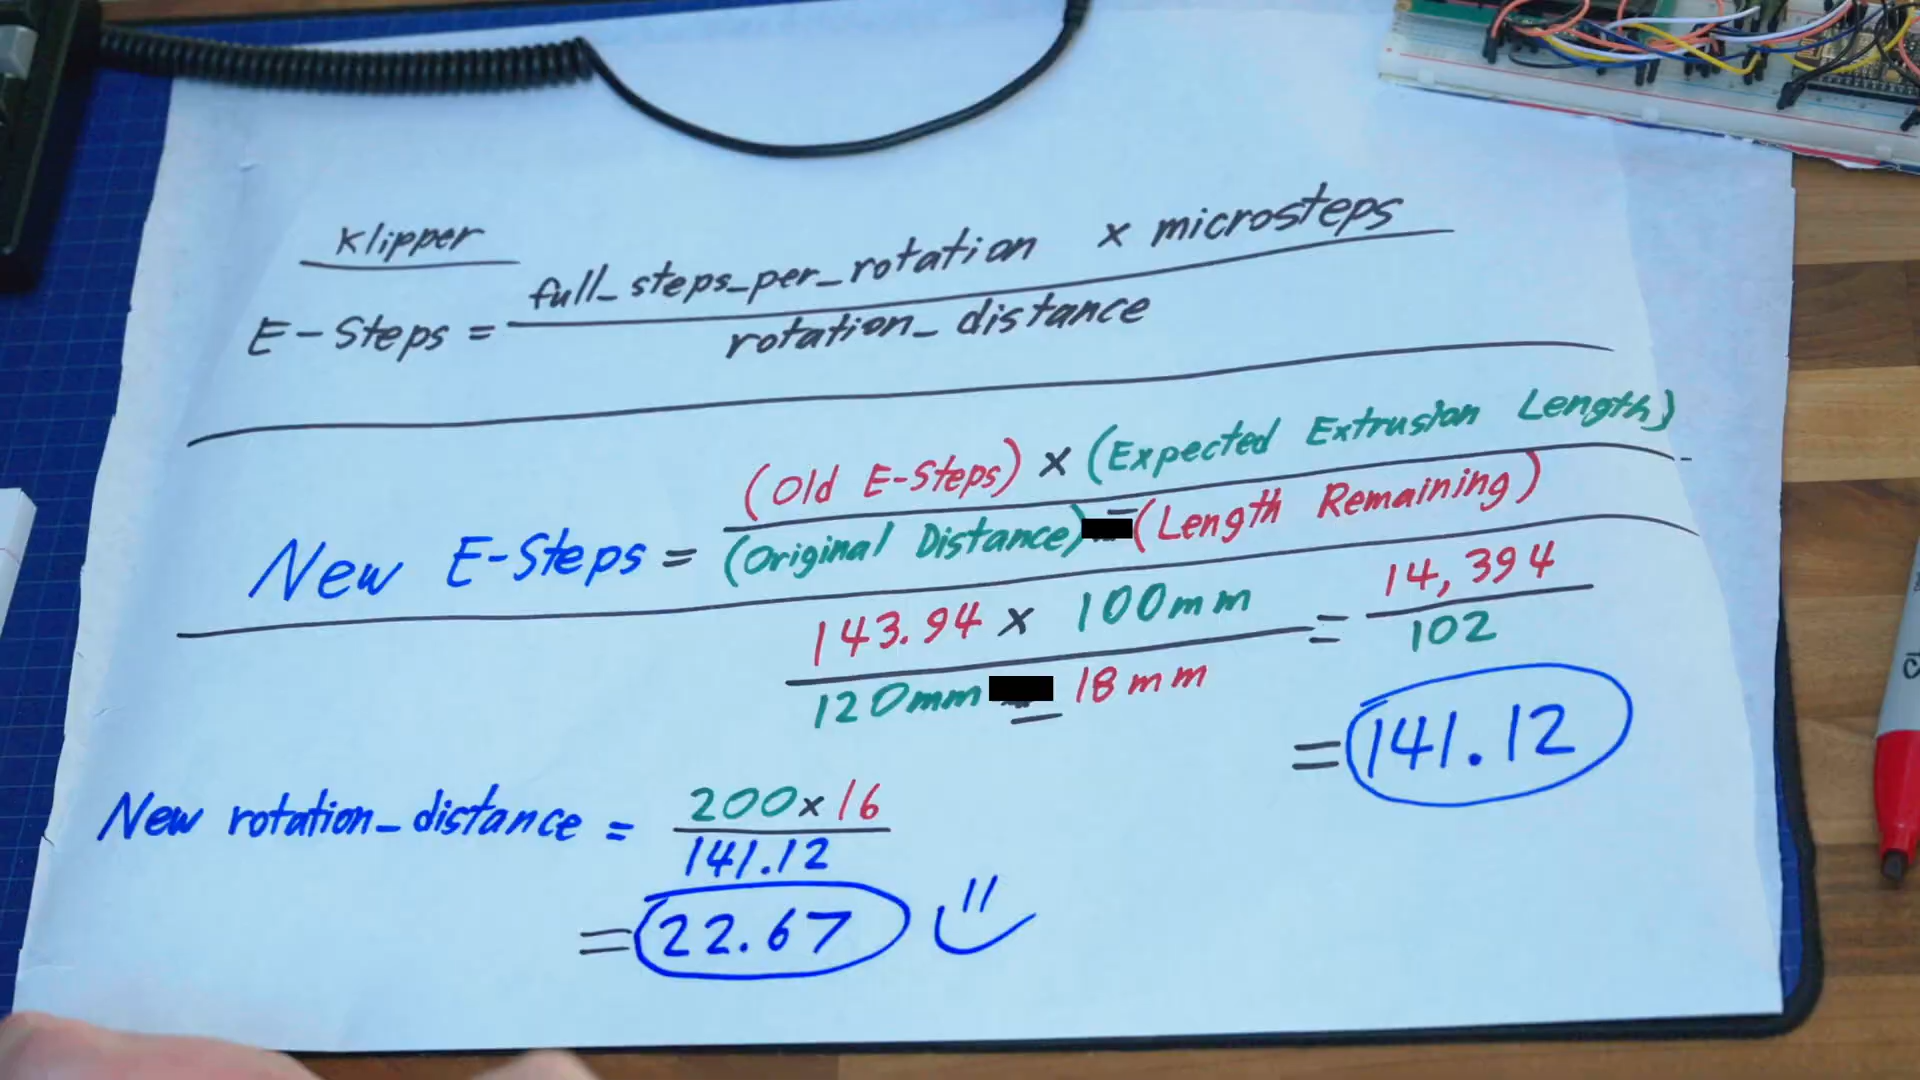 Klipper
E-Steps = full_steps_per_rotation x microsteps
rotation_distance
(Old E-Steps) x (Expected Extrusion Length)
New E-Steps = (Original Distance) (Length Remaining)
143.94 x 100mm = 14,394
120mm 18mm 102
= 141.12
New rotation_distance = 200x16
141.12
= 22.67